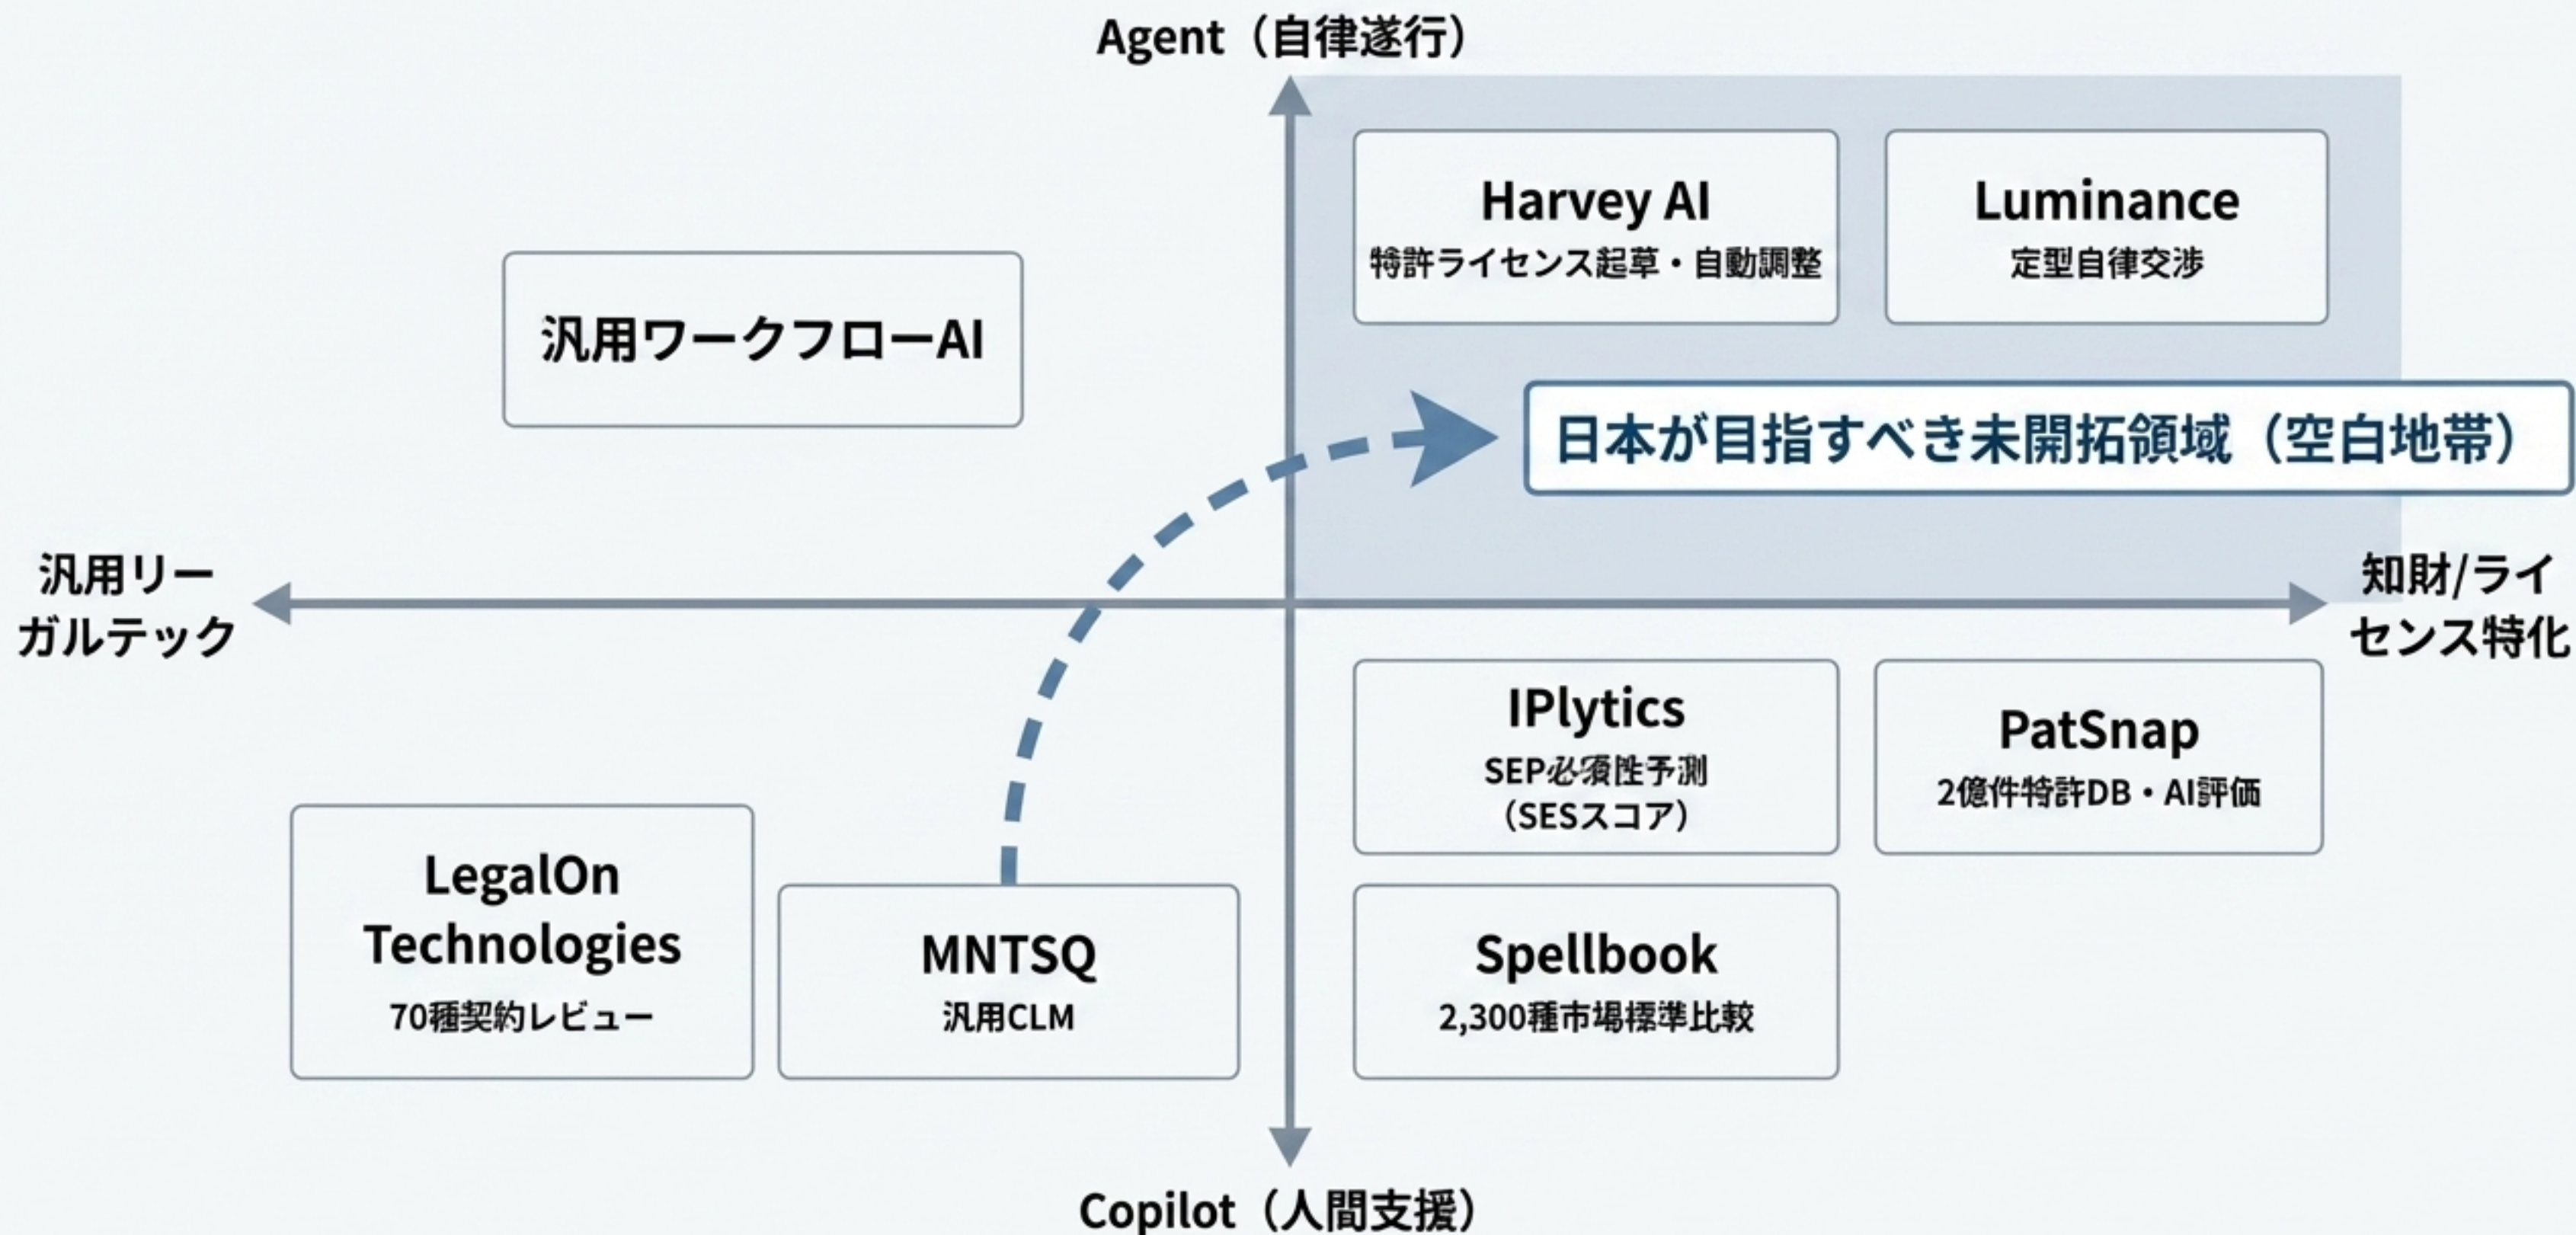 Agent（自律遂行）
Harvey AI
特許ライセンス起草・自動調整
Luminance
定型自律交渉
汎用ワークフローAI
日本が目指すべき未開拓領域（空白地帯）
汎用リー
ガルテック
知財/ライ
センス特化
IPlytics
SEP必須性予測
（SESスコア）
PatSnap
2億件特許DB・AI評価
LegalOn
Technologies
70種契約レビュー
MNTSQ
汎用CLM
Spellbook
2,300種市場標準比較
Copilot（人間支援）